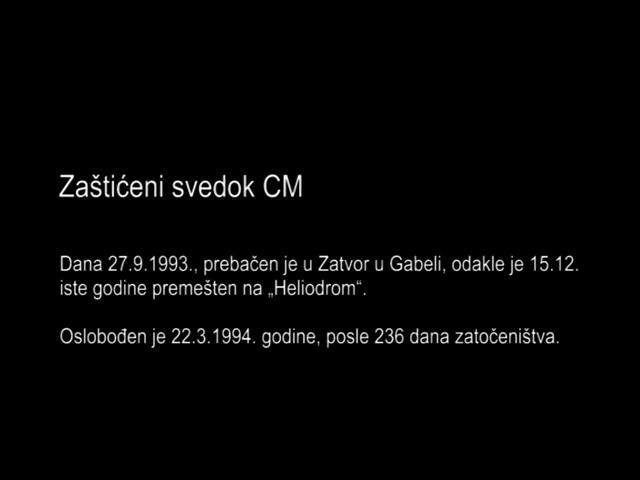 Zaštićeni svedok CM
Dana 27.9.1993., prebačen je u Zatvor u Gabeli, odakle je 15.12.
iste godine premešten na „Heliodrom“.
Oslobođen je 22.3.1994. godine, posle 236 dana zatočeništva.